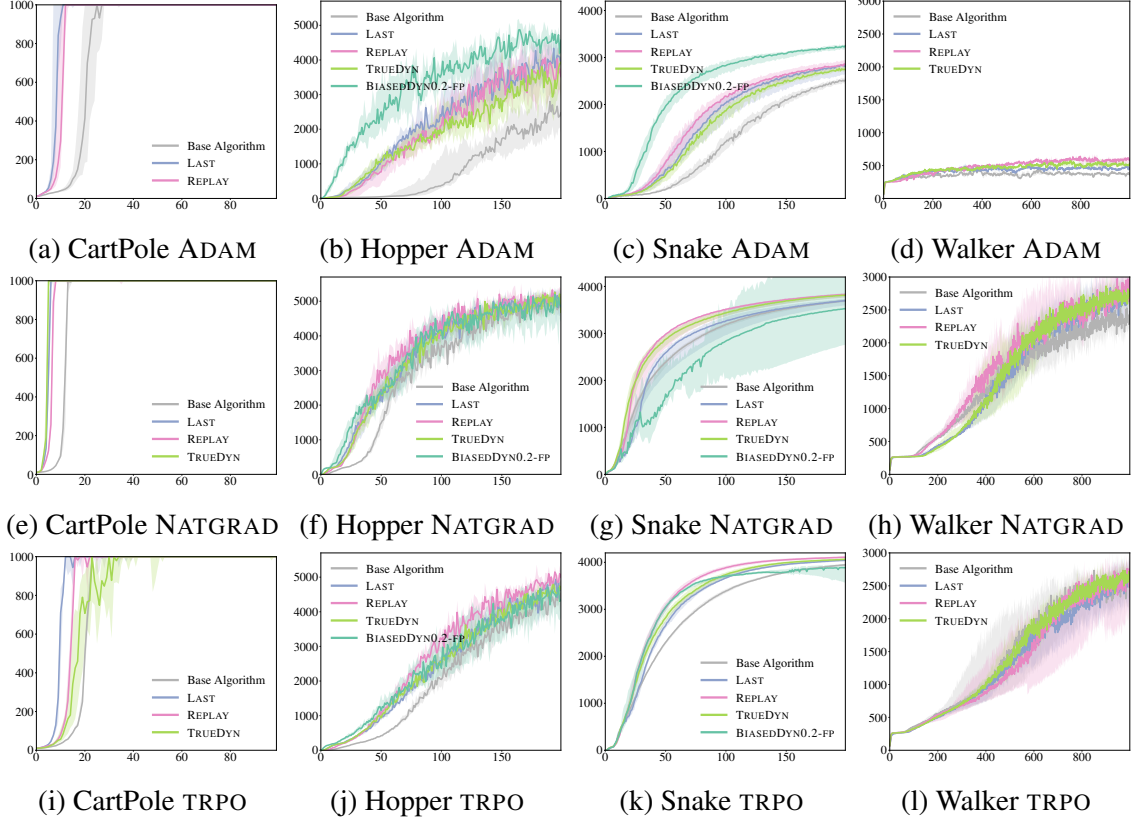 1000
800
600
400
200
0
0 20 40 60 80
Base Algorithm
LAST
REPLAY
(a) CartPole ADAM
5000
4000
3000
2000
1000
0
0 50 100 150
Base Algorithm
LAST
REPLAY
TRUEDYN
BIASEDDYN0.2-FP
(b) Hopper ADAM
4000
3000
2000
1000
0
0 50 100 150
Base Algorithm
LAST
REPLAY
TRUEDYN
BIASEDDYN0.2-FP
(c) Snake ADAM
3000
2500
2000
1500
1000
500
0
0 200 400 600 800
Base Algorithm
LAST
REPLAY
TRUEDYN
(d) Walker ADAM
1000
800
600
400
200
0
0 20 40 60 80
Base Algorithm
LAST
REPLAY
TRUEDYN
(e) CartPole NATGRAD
5000
4000
3000
2000
1000
0
0 50 100 150
Base Algorithm
LAST
REPLAY
TRUEDYN
BIASEDDYN0.2-FP
(f) Hopper NATGRAD
4000
3000
2000
1000
0
0 50 100 150
Base Algorithm
LAST
REPLAY
TRUEDYN
BIASEDDYN0.2-FP
(g) Snake NATGRAD
3000
2500
2000
1500
1000
500
0
0 200 400 600 800
Base Algorithm
LAST
REPLAY
TRUEDYN
(h) Walker NATGRAD
1000
800
600
400
200
0
0 20 40 60 80
Base Algorithm
LAST
REPLAY
TRUEDYN
(i) CartPole TRPO
5000
4000
3000
2000
1000
0
0 50 100 150
Base Algorithm
LAST
REPLAY
TRUEDYN
BIASEDDYN0.2-FP
(j) Hopper TRPO
4000
3000
2000
1000
0
0 50 100 150
Base Algorithm
LAST
REPLAY
TRUEDYN
BIASEDDYN0.2-FP
(k) Snake TRPO
3000
2500
2000
1500
1000
500
0
0 200 400 600 800
Base Algorithm
LAST
REPLAY
TRUEDYN
(l) Walker TRPO